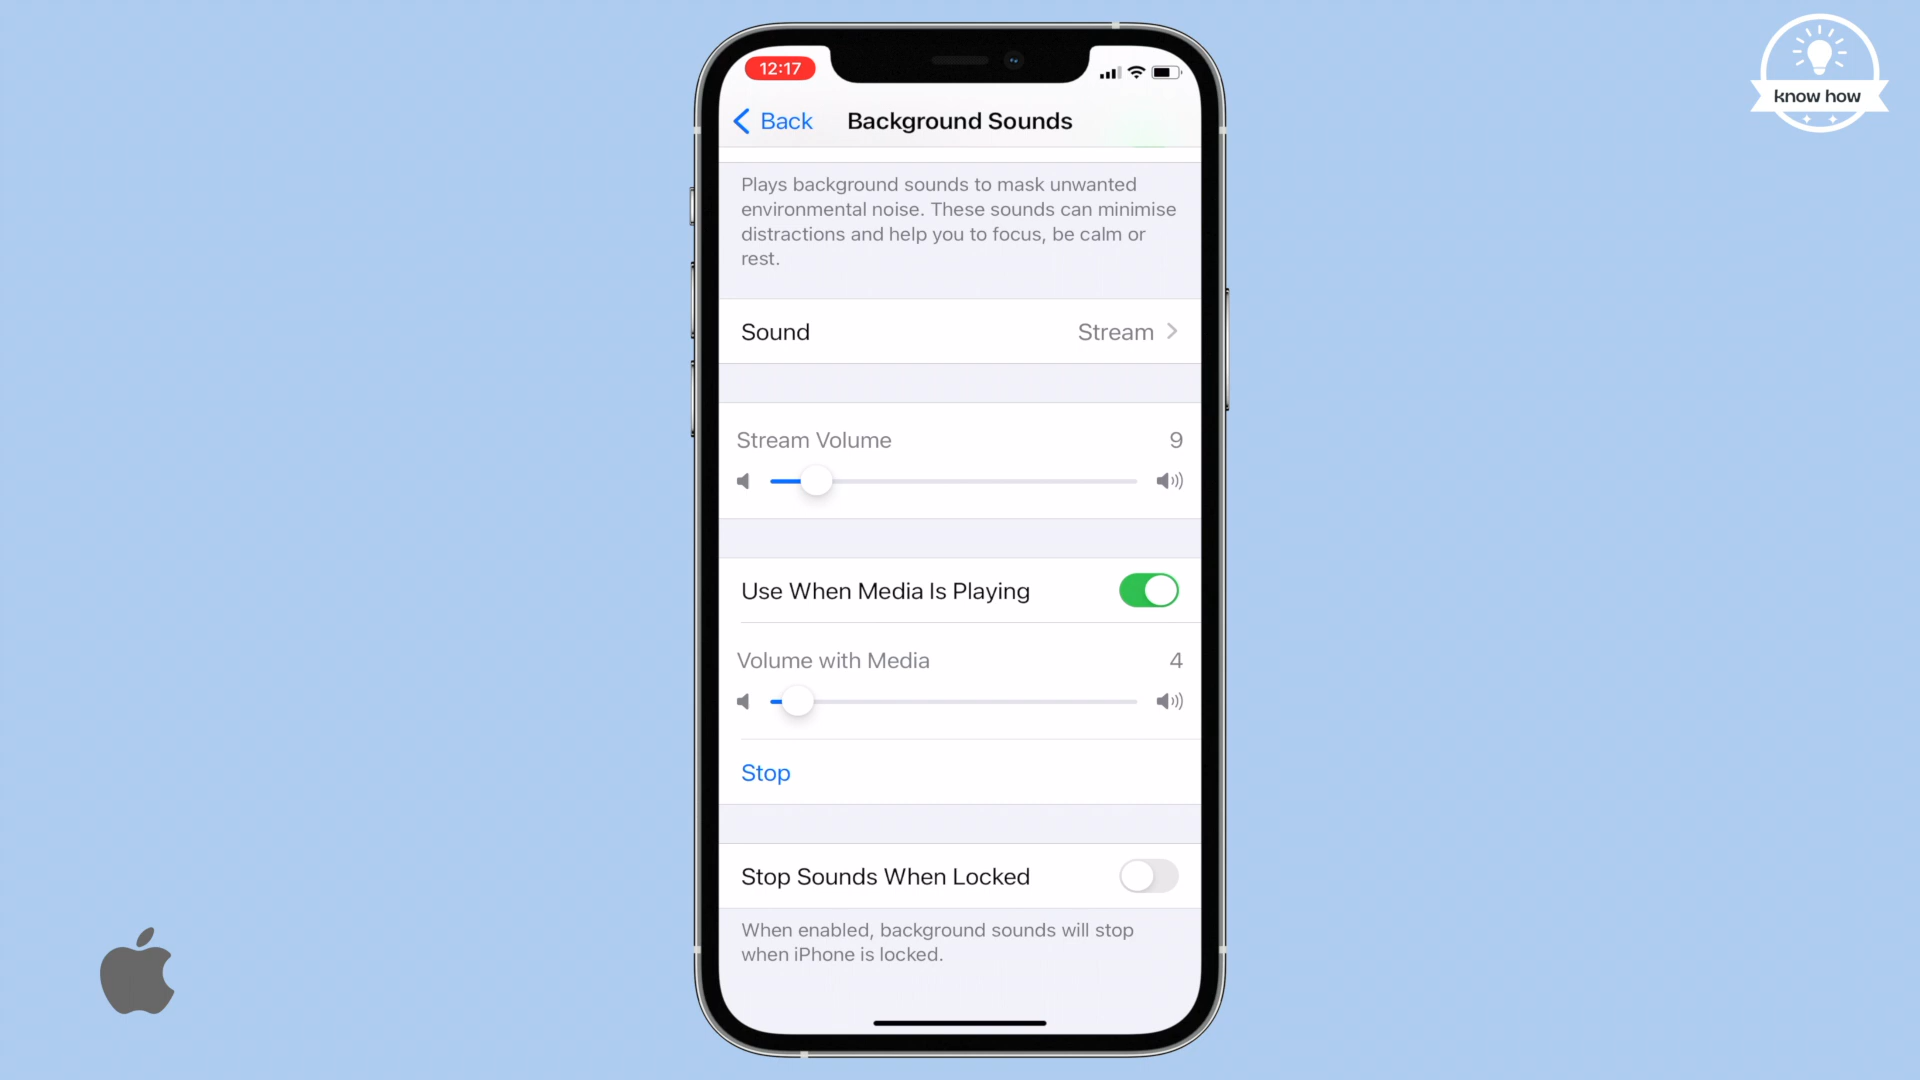 know how
12:17
Back
Background Sounds
Plays background sounds to mask unwanted
environmental noise. These sounds can minimise
distractions and help you to focus, be calm or
rest.
Sound
Stream
Stream Volume
9
Use When Media Is Playing
Volume with Media
4
Stop
Stop Sounds When Locked
When enabled, background sounds will stop
when iPhone is locked.